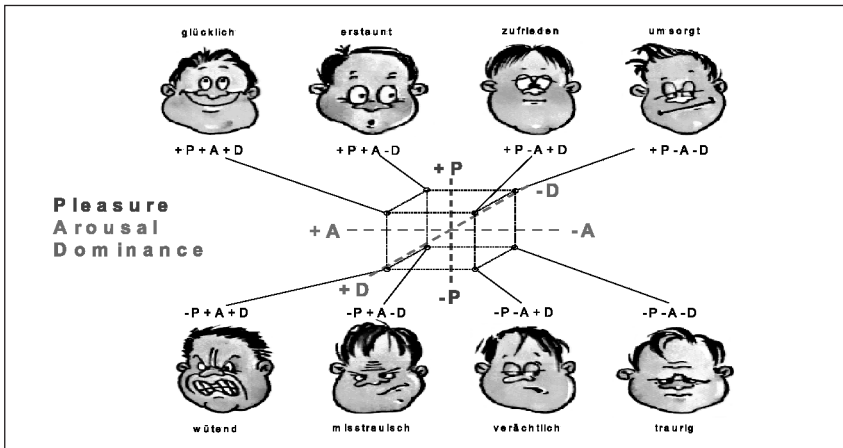 glücklich erstaunt zufrieden umsorgt
+P+A+D +P+A-D +P-A+D +P-A-D
+P
-D
Pleasure
Arousal
Dominance
+A
-A
+D
-P
-P+A+D -P+A-D -P-A+D -P-A-D
wütend misstrauisch verächtlich traurig